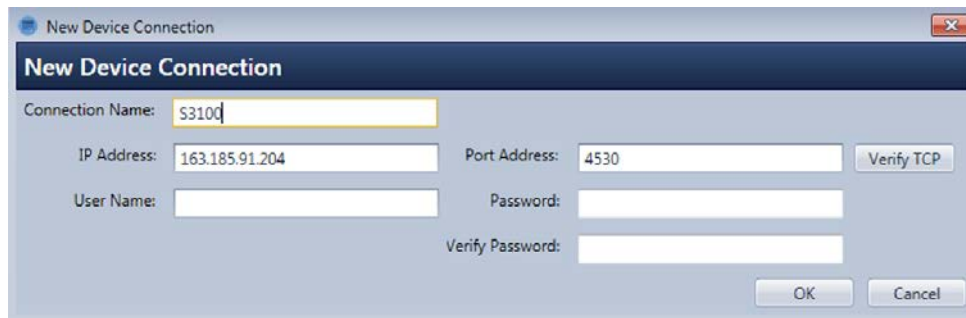 New Device Connection
New Device Connection
Connection Name: S3100
IP Address: 163.185.91.204 Port Address: 4530 Verify TCP
User Name: Password:
Verify Password:
OK Cancel